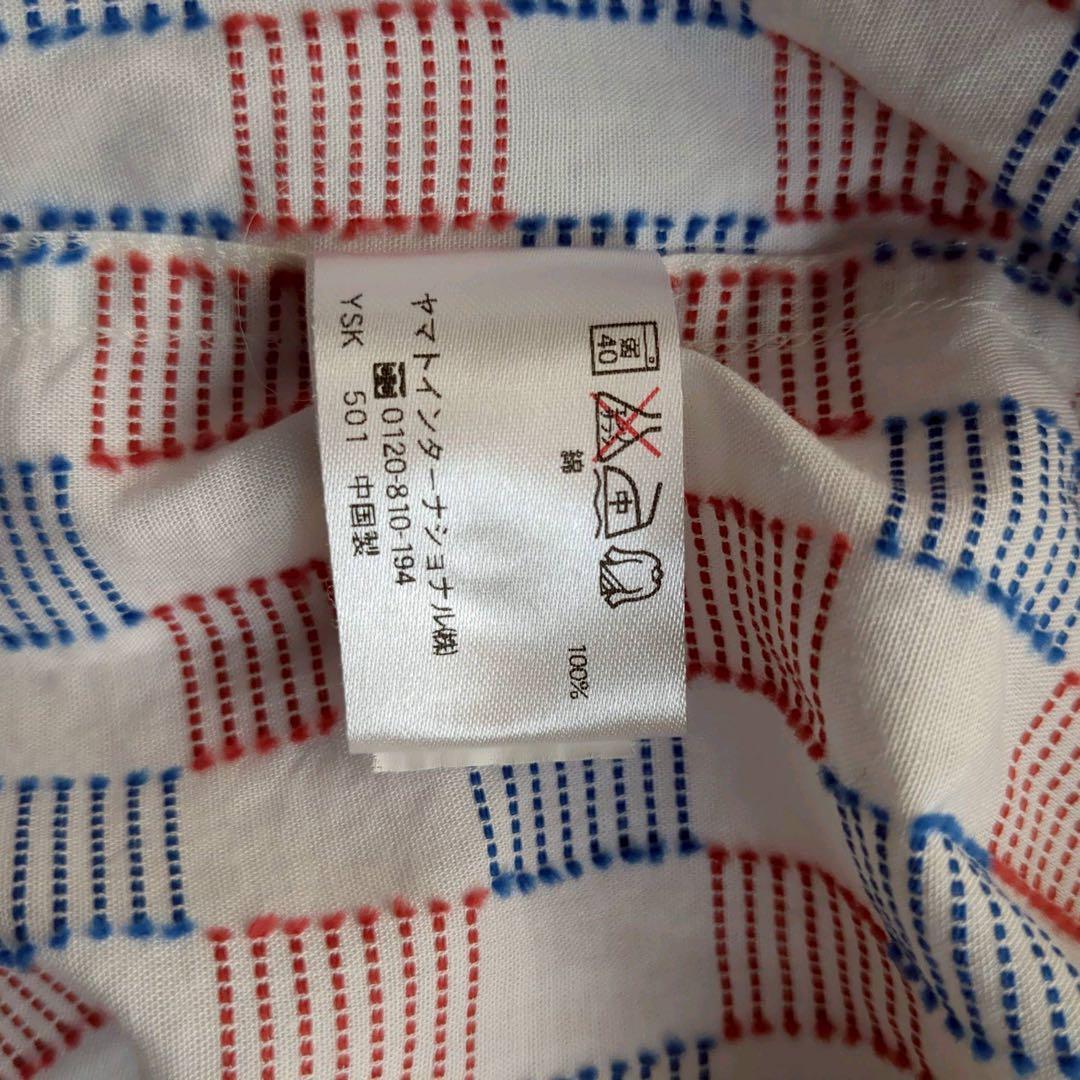 40
中
綿 100%
ヤマトインターナショナル㈱
0120-810-194
YSK 501 中国製